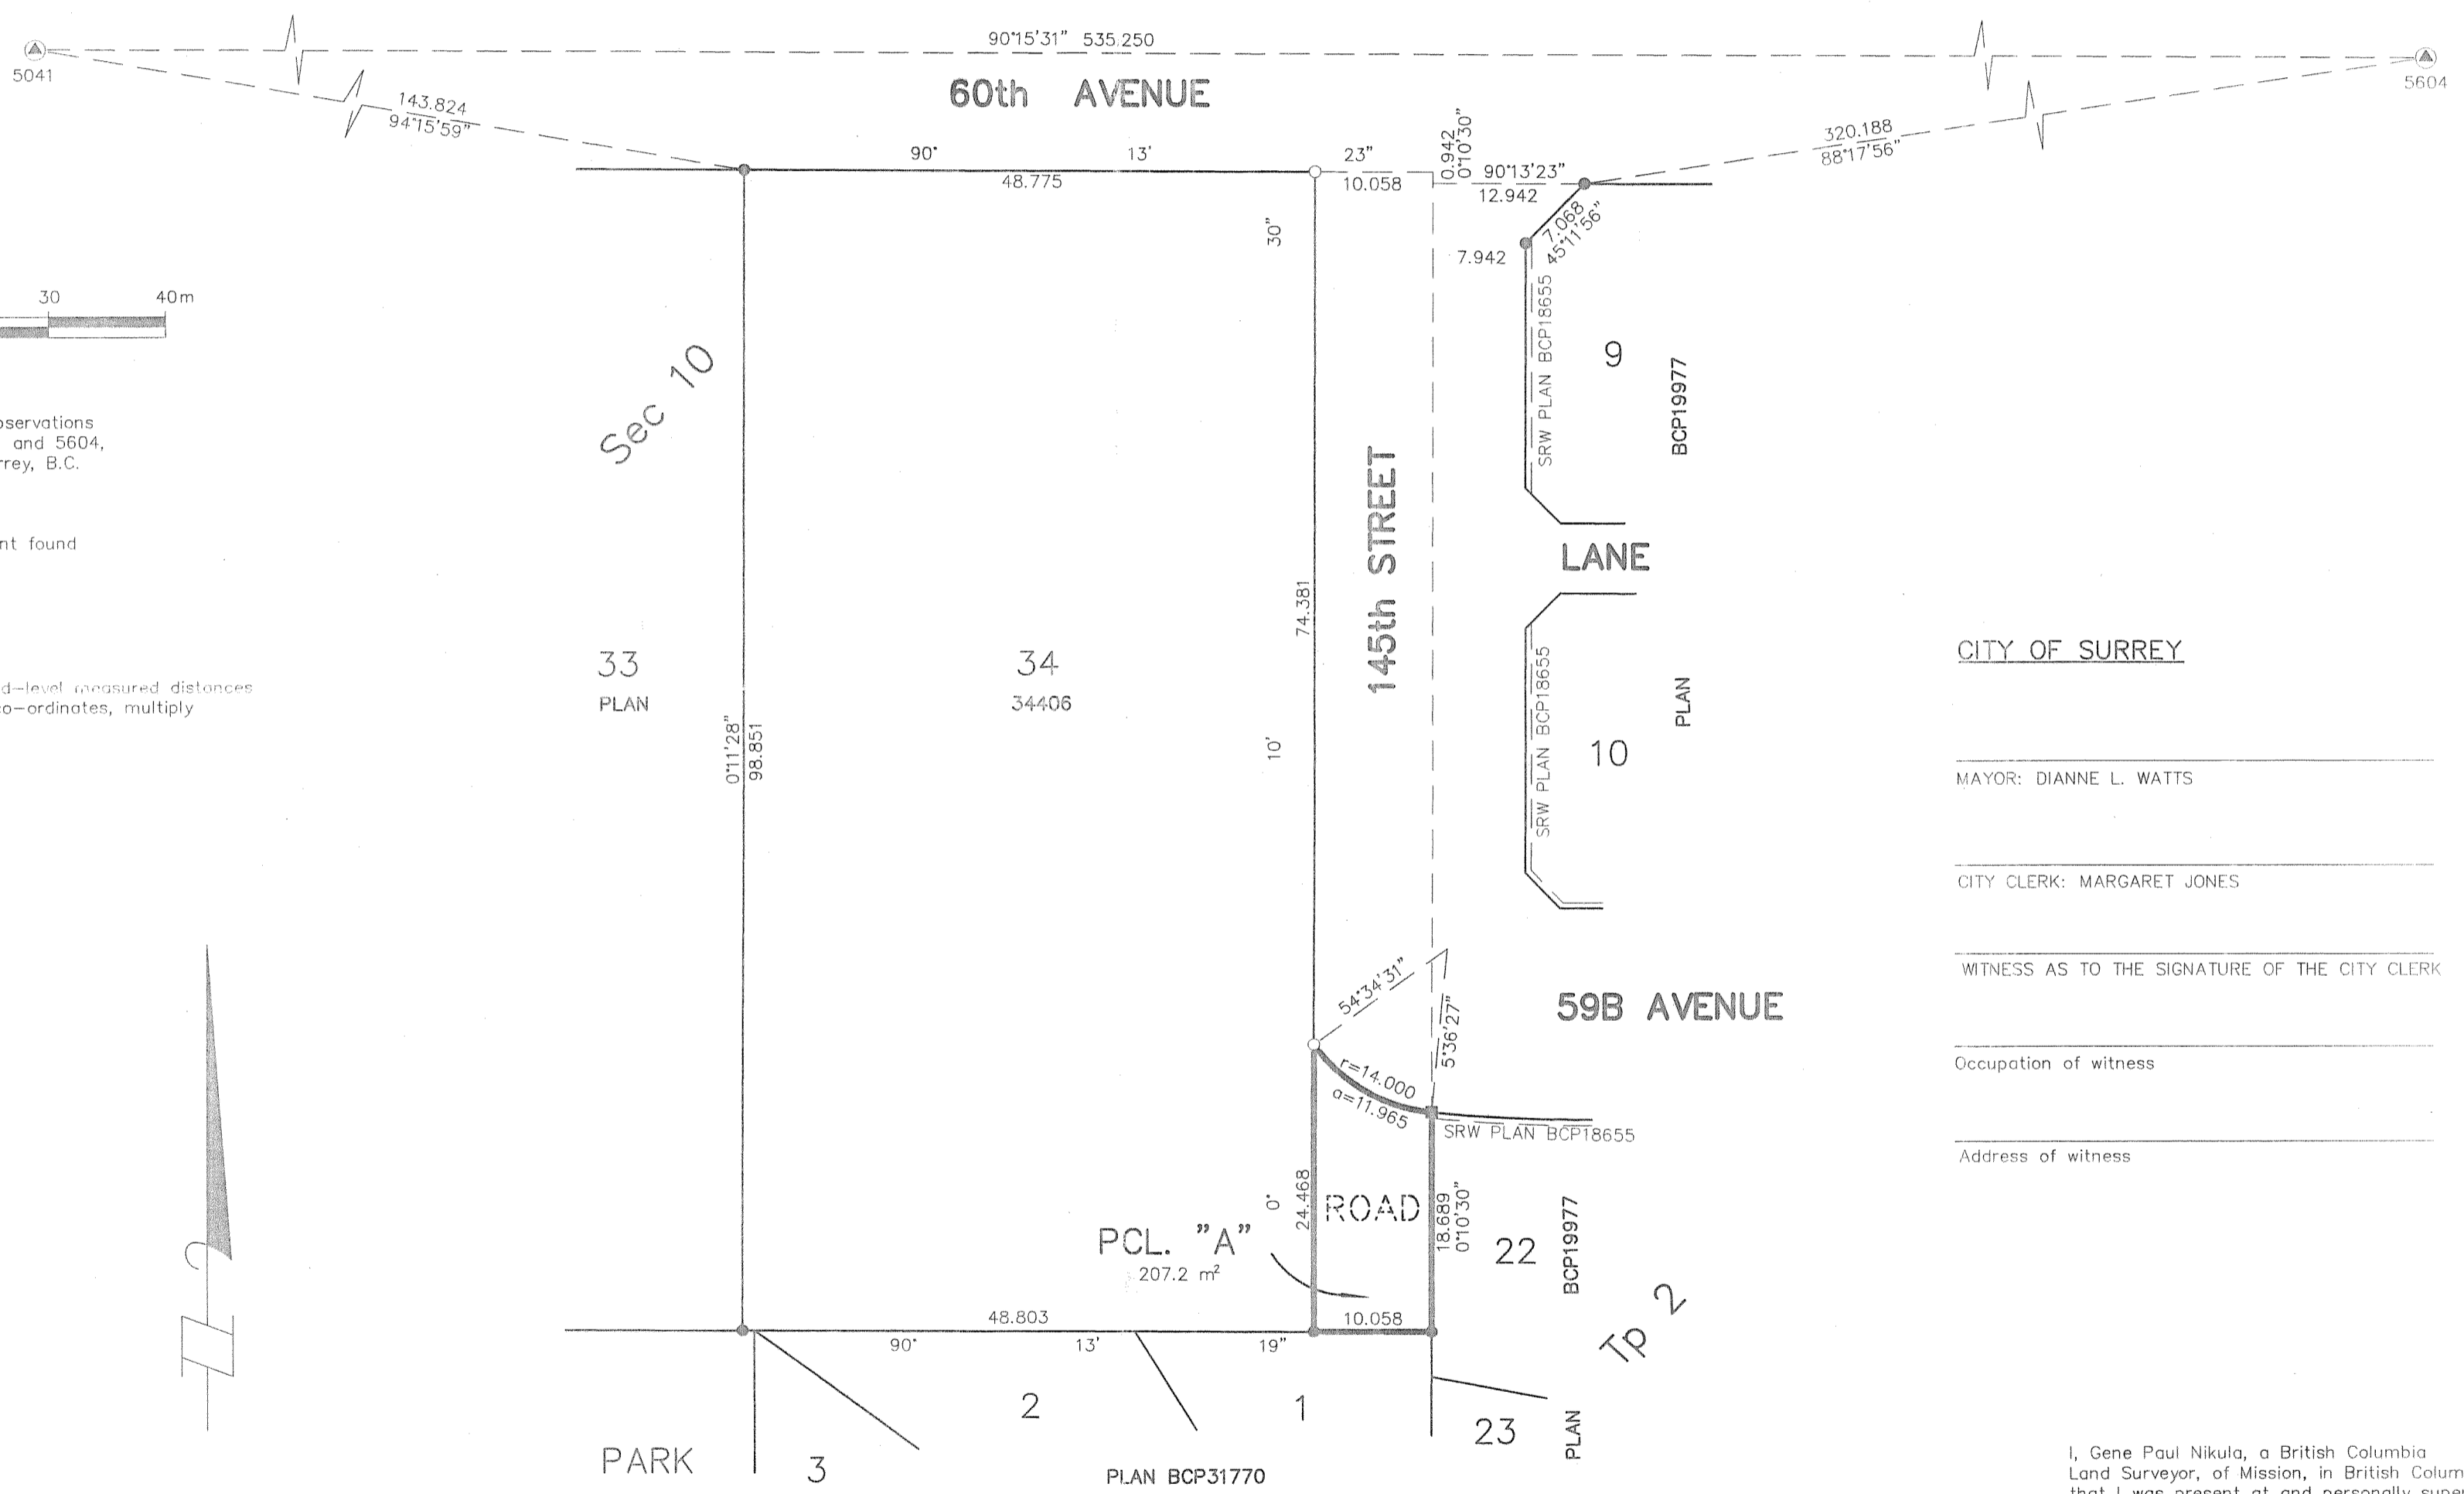 90°15'31" 535.250
5041
5604
60th AVENUE
143.824
94°15'59"
320.188
88°17'56"
90° 13' 23"
48.775
10.058
0.942
0°10'30"
90°13'23"
12.942
7.068
45°11'56"
7.942
30"
30 40m
Sec 10
SRW PLAN BCP18655
9
BCP19977
and 5604,
rrey, B.C.
nt found
LANE
145th STREET
74.381
10'
0°
33
PLAN
34
34406
0°11'28"
98.851
d-level measured distances
co-ordinates, multiply
SRW PLAN BCP18655
10
PLAN
CITY OF SURREY
MAYOR: DIANNE L. WATTS
CITY CLERK: MARGARET JONES
WITNESS AS TO THE SIGNATURE OF THE CITY CLERK
Occupation of witness
Address of witness
54°34'31"
5°36'27"
59B AVENUE
r=14.000
a=11.965
SRW PLAN BCP18655
24.468
ROAD
18.689
0°10'30"
PCL. "A"
207.2 m²
22
BCP19977
Tp 2
48.803
10.058
90° 13' 19"
2
1
23
PLAN
PARK
3
PLAN BCP31770
I, Gene Paul Nikula, a British Columbia
Land Surveyor, of Mission, in British Colum